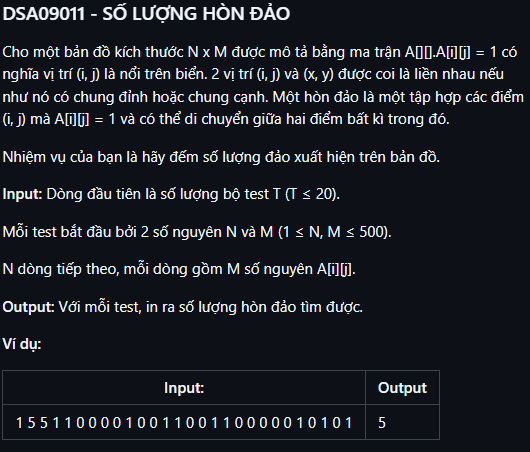 DSA09011 - SỐ LƯỢNG HÒN ĐẢO
Cho một bản đồ kích thước N x M được mô tả bằng ma trận A[][].A[i][j] = 1 có
nghĩa vị trí (i, j) là nổi trên biển. 2 vị trí (i, j) và (x, y) được coi là liền nhau nếu
như nó có chung đỉnh hoặc chung cạnh. Một hòn đảo là một tập hợp các điểm
(i, j) mà A[i][j] = 1 và có thể di chuyển giữa hai điểm bất kì trong đó.
Nhiệm vụ của bạn là hãy đếm số lượng đảo xuất hiện trên bản đồ.
Input: Dòng đầu tiên là số lượng bộ test T (T ≤ 20).
Mỗi test bắt đầu bởi 2 số nguyên N và M (1 ≤ N, M ≤ 500).
N dòng tiếp theo, mỗi dòng gồm M số nguyên A[i][j].
Output: Với mỗi test, in ra số lượng hòn đảo tìm được.
Ví dụ:
Input: Output
1 5 5 1 1 0 0 0 0 1 0 0 1 1 0 0 1 1 0 0 0 0 0 1 0 1 0 1 5